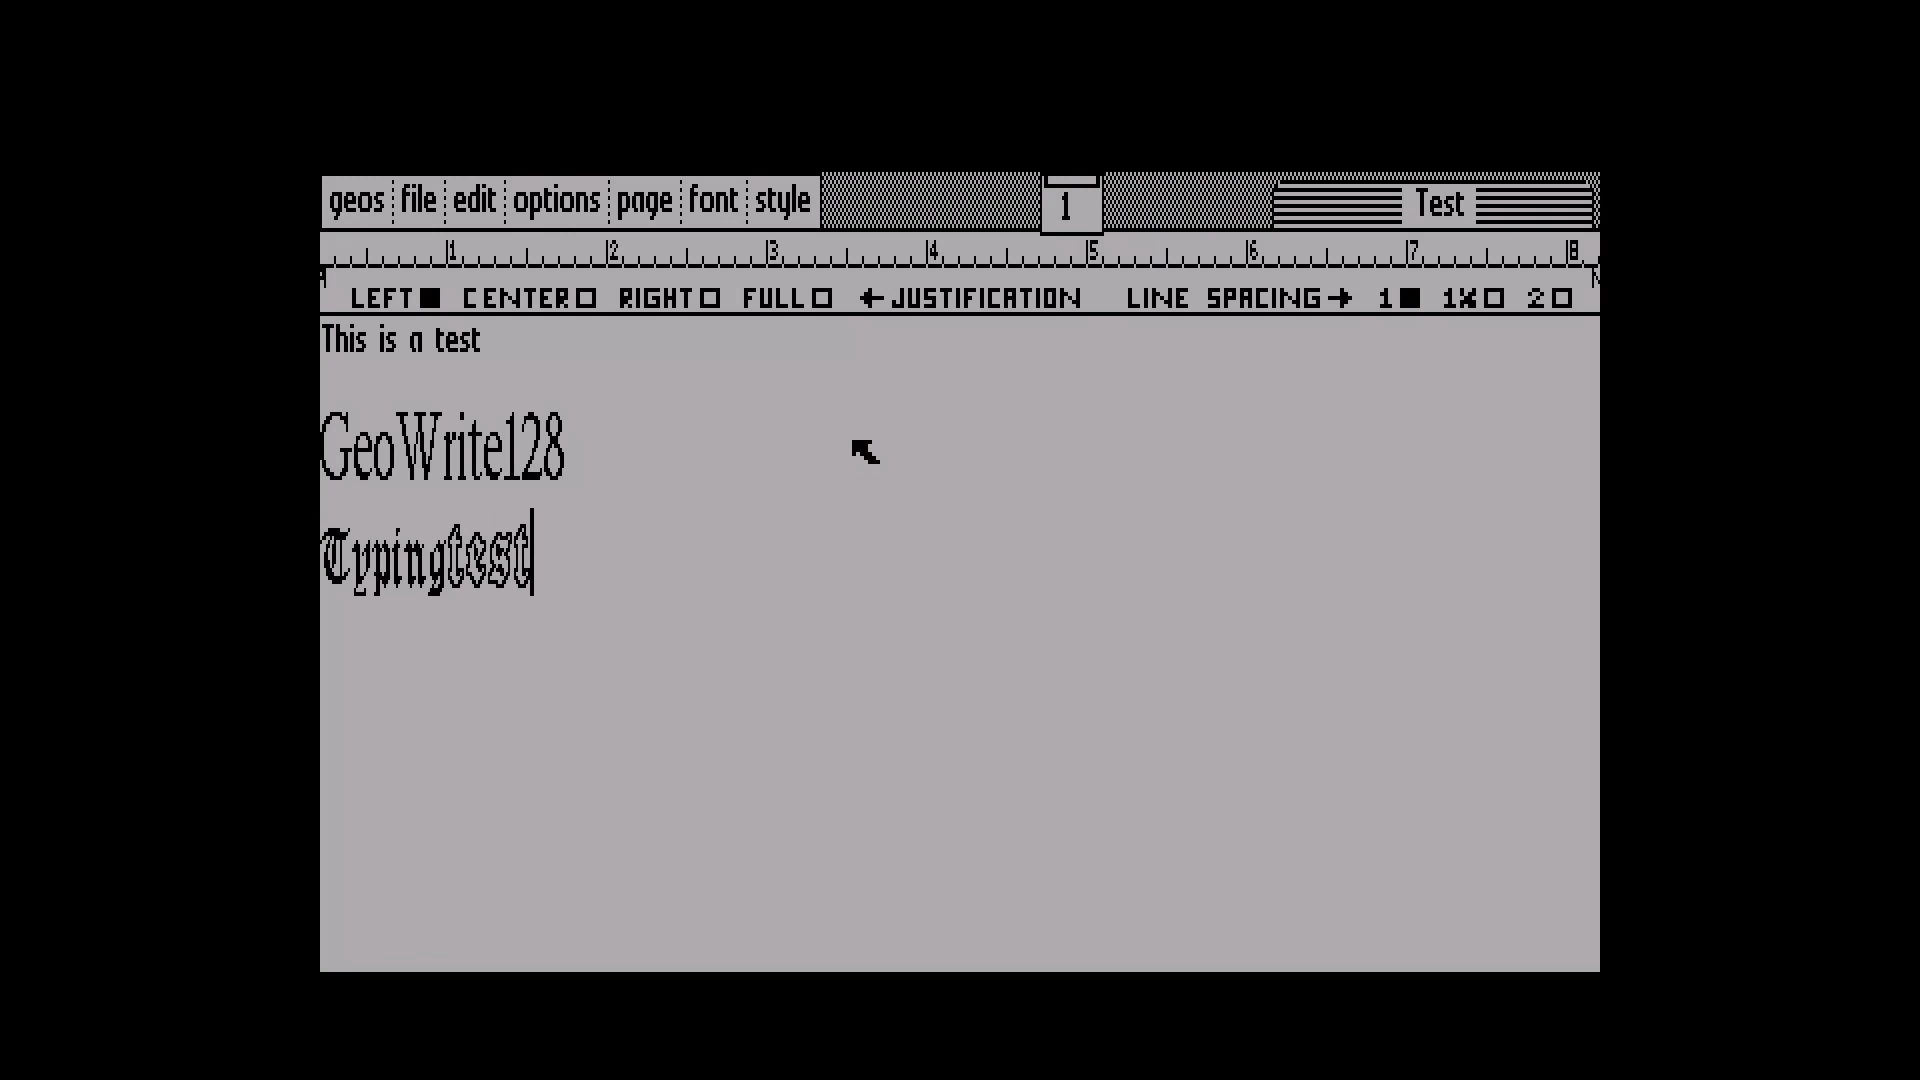 geos file edit options page font style 1 Test
1 2 3 4 5 6 7 8
LEFT CENTER RIGHT FULL ←JUSTIFICATION LINE SPACING→ 1 1½ 2
This is a test
GeoWrite128
Typingtest